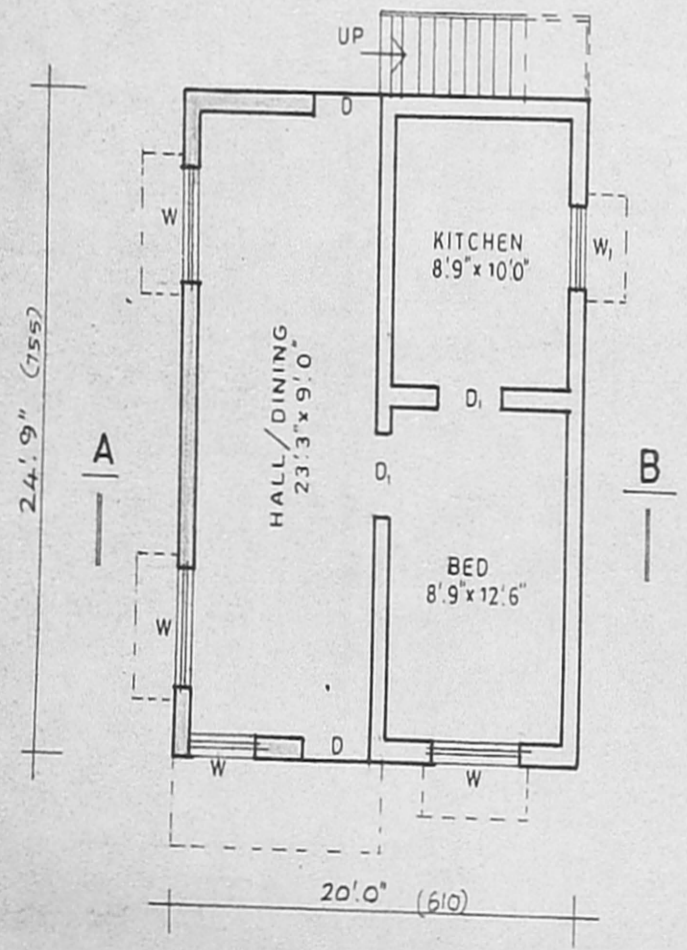 UP
D
W
KITCHEN
8'9" x 10'0"
W1
HALL/DINING
23'3" x 9'0"
24'.9" (755)
A
D1
D1
B
BED
8'.9" x 12'.6"
W
W
D
W
20'.0" (610)